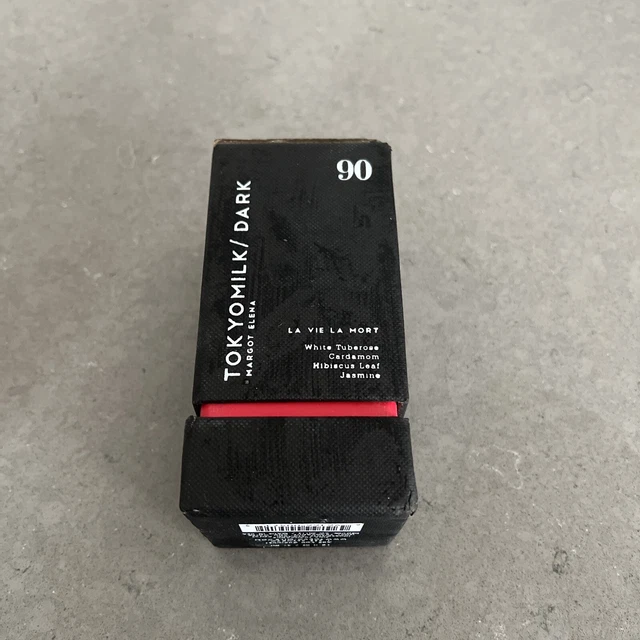 90
TOKYOMILK/DARK
MARGOT ELENA
LA VIE LA MORT
White Tuberose
Cardamom
Hibiscus Leaf
Jasmine